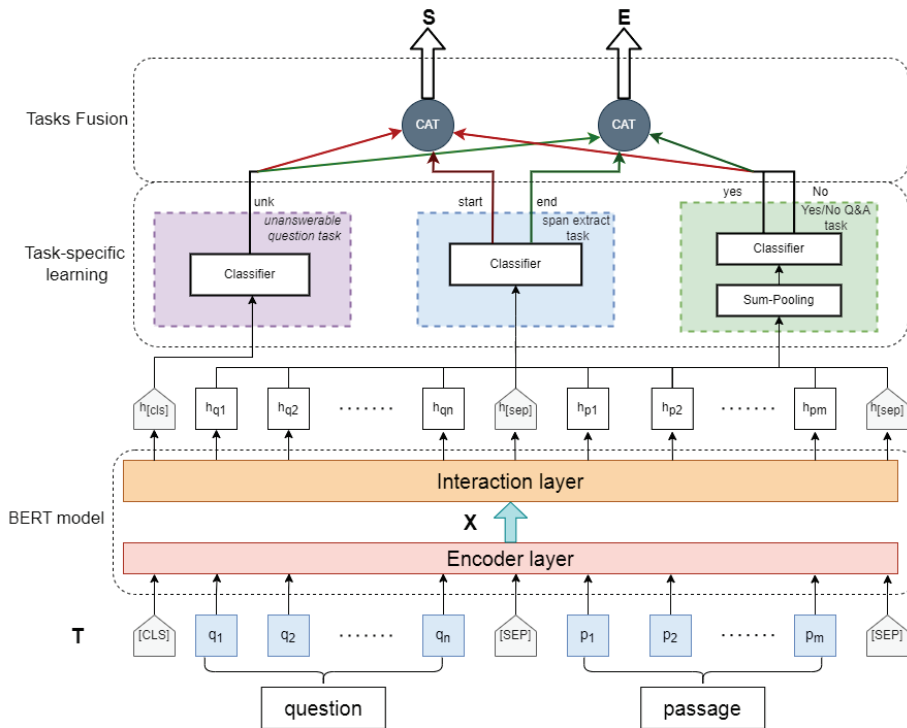 S E
Tasks Fusion
CAT CAT
unk start end yes No
unanswerable
question task
span extract
task
Yes/No Q&A
task
Task-specific
learning
Classifier Classifier Classifier
Sum-Pooling
h[cls] hq1 hq2 ······· hqn h[sep] hp1 hp2 ······· hpm h[sep]
Interaction layer
BERT model
X
Encoder layer
T [CLS] q1 q2 ······· qn [SEP] p1 p2 ······· pm [SEP]
question passage